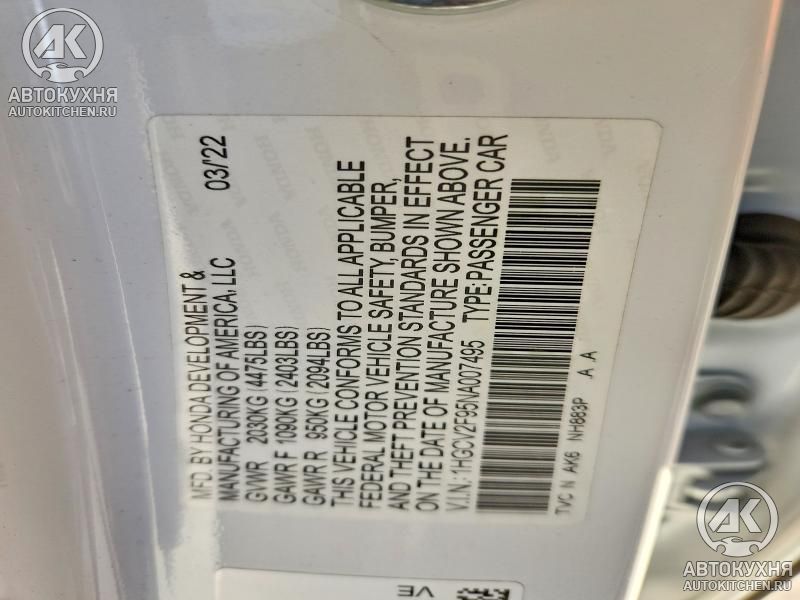 AK
АВТОКУХНЯ
AUTOKITCHEN.RU
MFD. BY HONDA DEVELOPMENT & 03/'22
MANUFACTURING OF AMERICA, LLC
GVWR 2030KG (4475LBS)
GAWR F 1090KG (2403LBS)
GAWR R 950KG (2094LBS)
THIS VEHICLE CONFORMS TO ALL APPLICABLE
FEDERAL MOTOR VEHICLE SAFETY, BUMPER,
AND THEFT PREVENTION STANDARDS IN EFFECT
ON THE DATE OF MANUFACTURE SHOWN ABOVE.
V.I.N.: 1HGCV2F95NA007495 TYPE:PASSENGER CAR
TVC N AK6 NH883P A .A
VE
AK
АВТОКУХНЯ
AUTOKITCHEN.RU